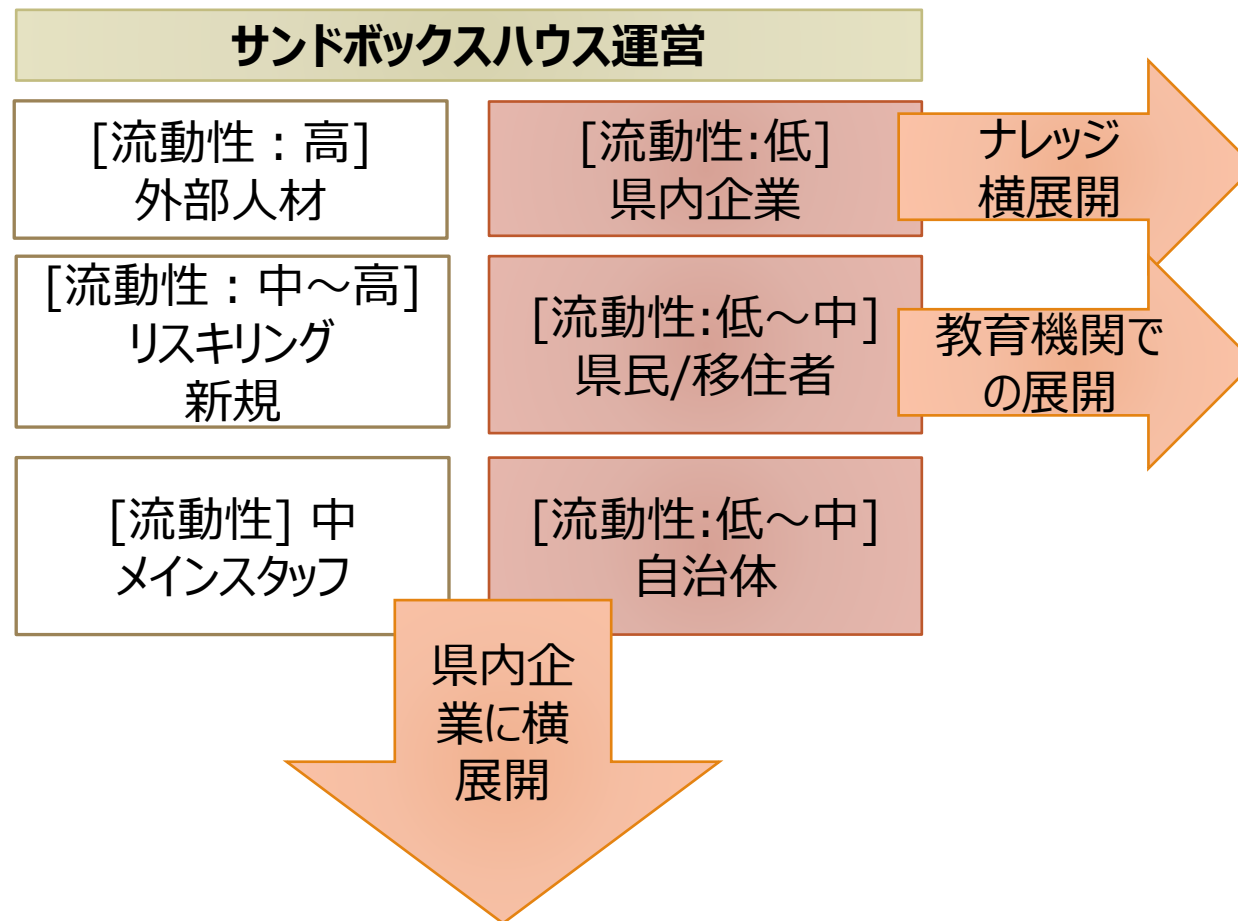 サンドボックスハウス運営
[流動性：高]
外部人材
[流動性:低]
県内企業
ナレッジ
横展開
[流動性：中～高]
リスキリング
新規
[流動性:低～中]
県民/移住者
教育機関で
の展開
[流動性] 中
メインスタッフ
[流動性:低～中]
自治体
県内企
業に横
展開